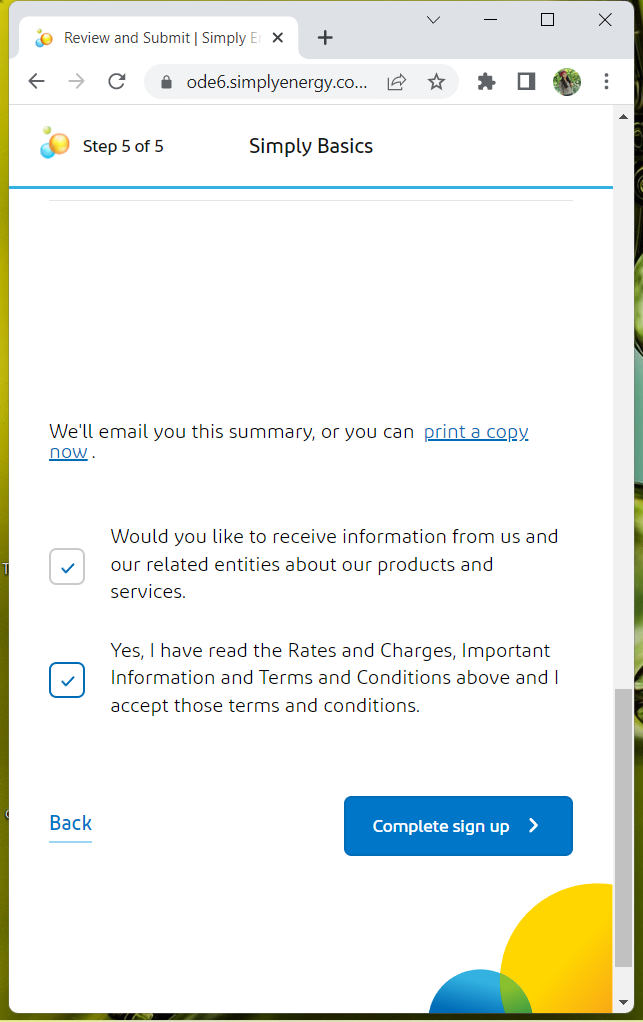 Review and Submit | Simply E
ode6.simplyenergy.co...
Step 5 of 5
Simply Basics
We'll email you this summary, or you can print a copy
now.
Would you like to receive information from us and
our related entities about our products and
services.
Yes, I have read the Rates and Charges, Important
Information and Terms and Conditions above and I
accept those terms and conditions.
Back
Complete sign up